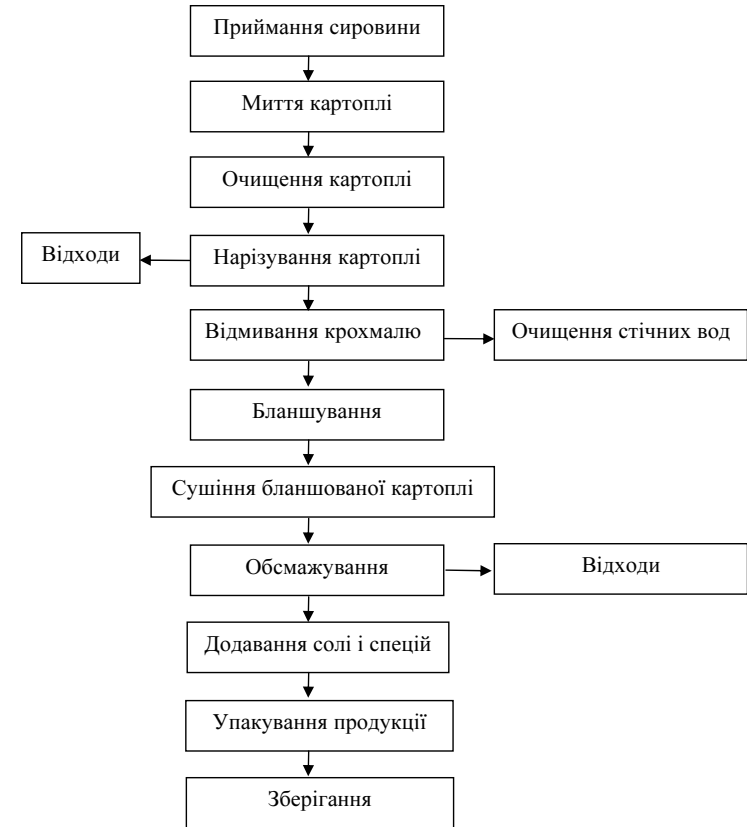 Приймання сировини
Миття картоплі
Очищення картоплі
Відходи
Нарізування картоплі
Відмивання крохмалю
Очищення стічних вод
Бланшування
Сушіння бланшованої картоплі
Обсмажування
Відходи
Додавання солі і спецій
Упакування продукції
Зберігання